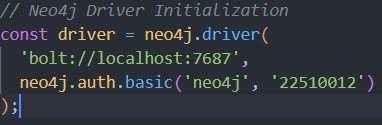 // Neo4j Driver Initialization
const driver = neo4j.driver(
  'bolt://localhost:7687',
  neo4j.auth.basic('neo4j', '22510012')
);